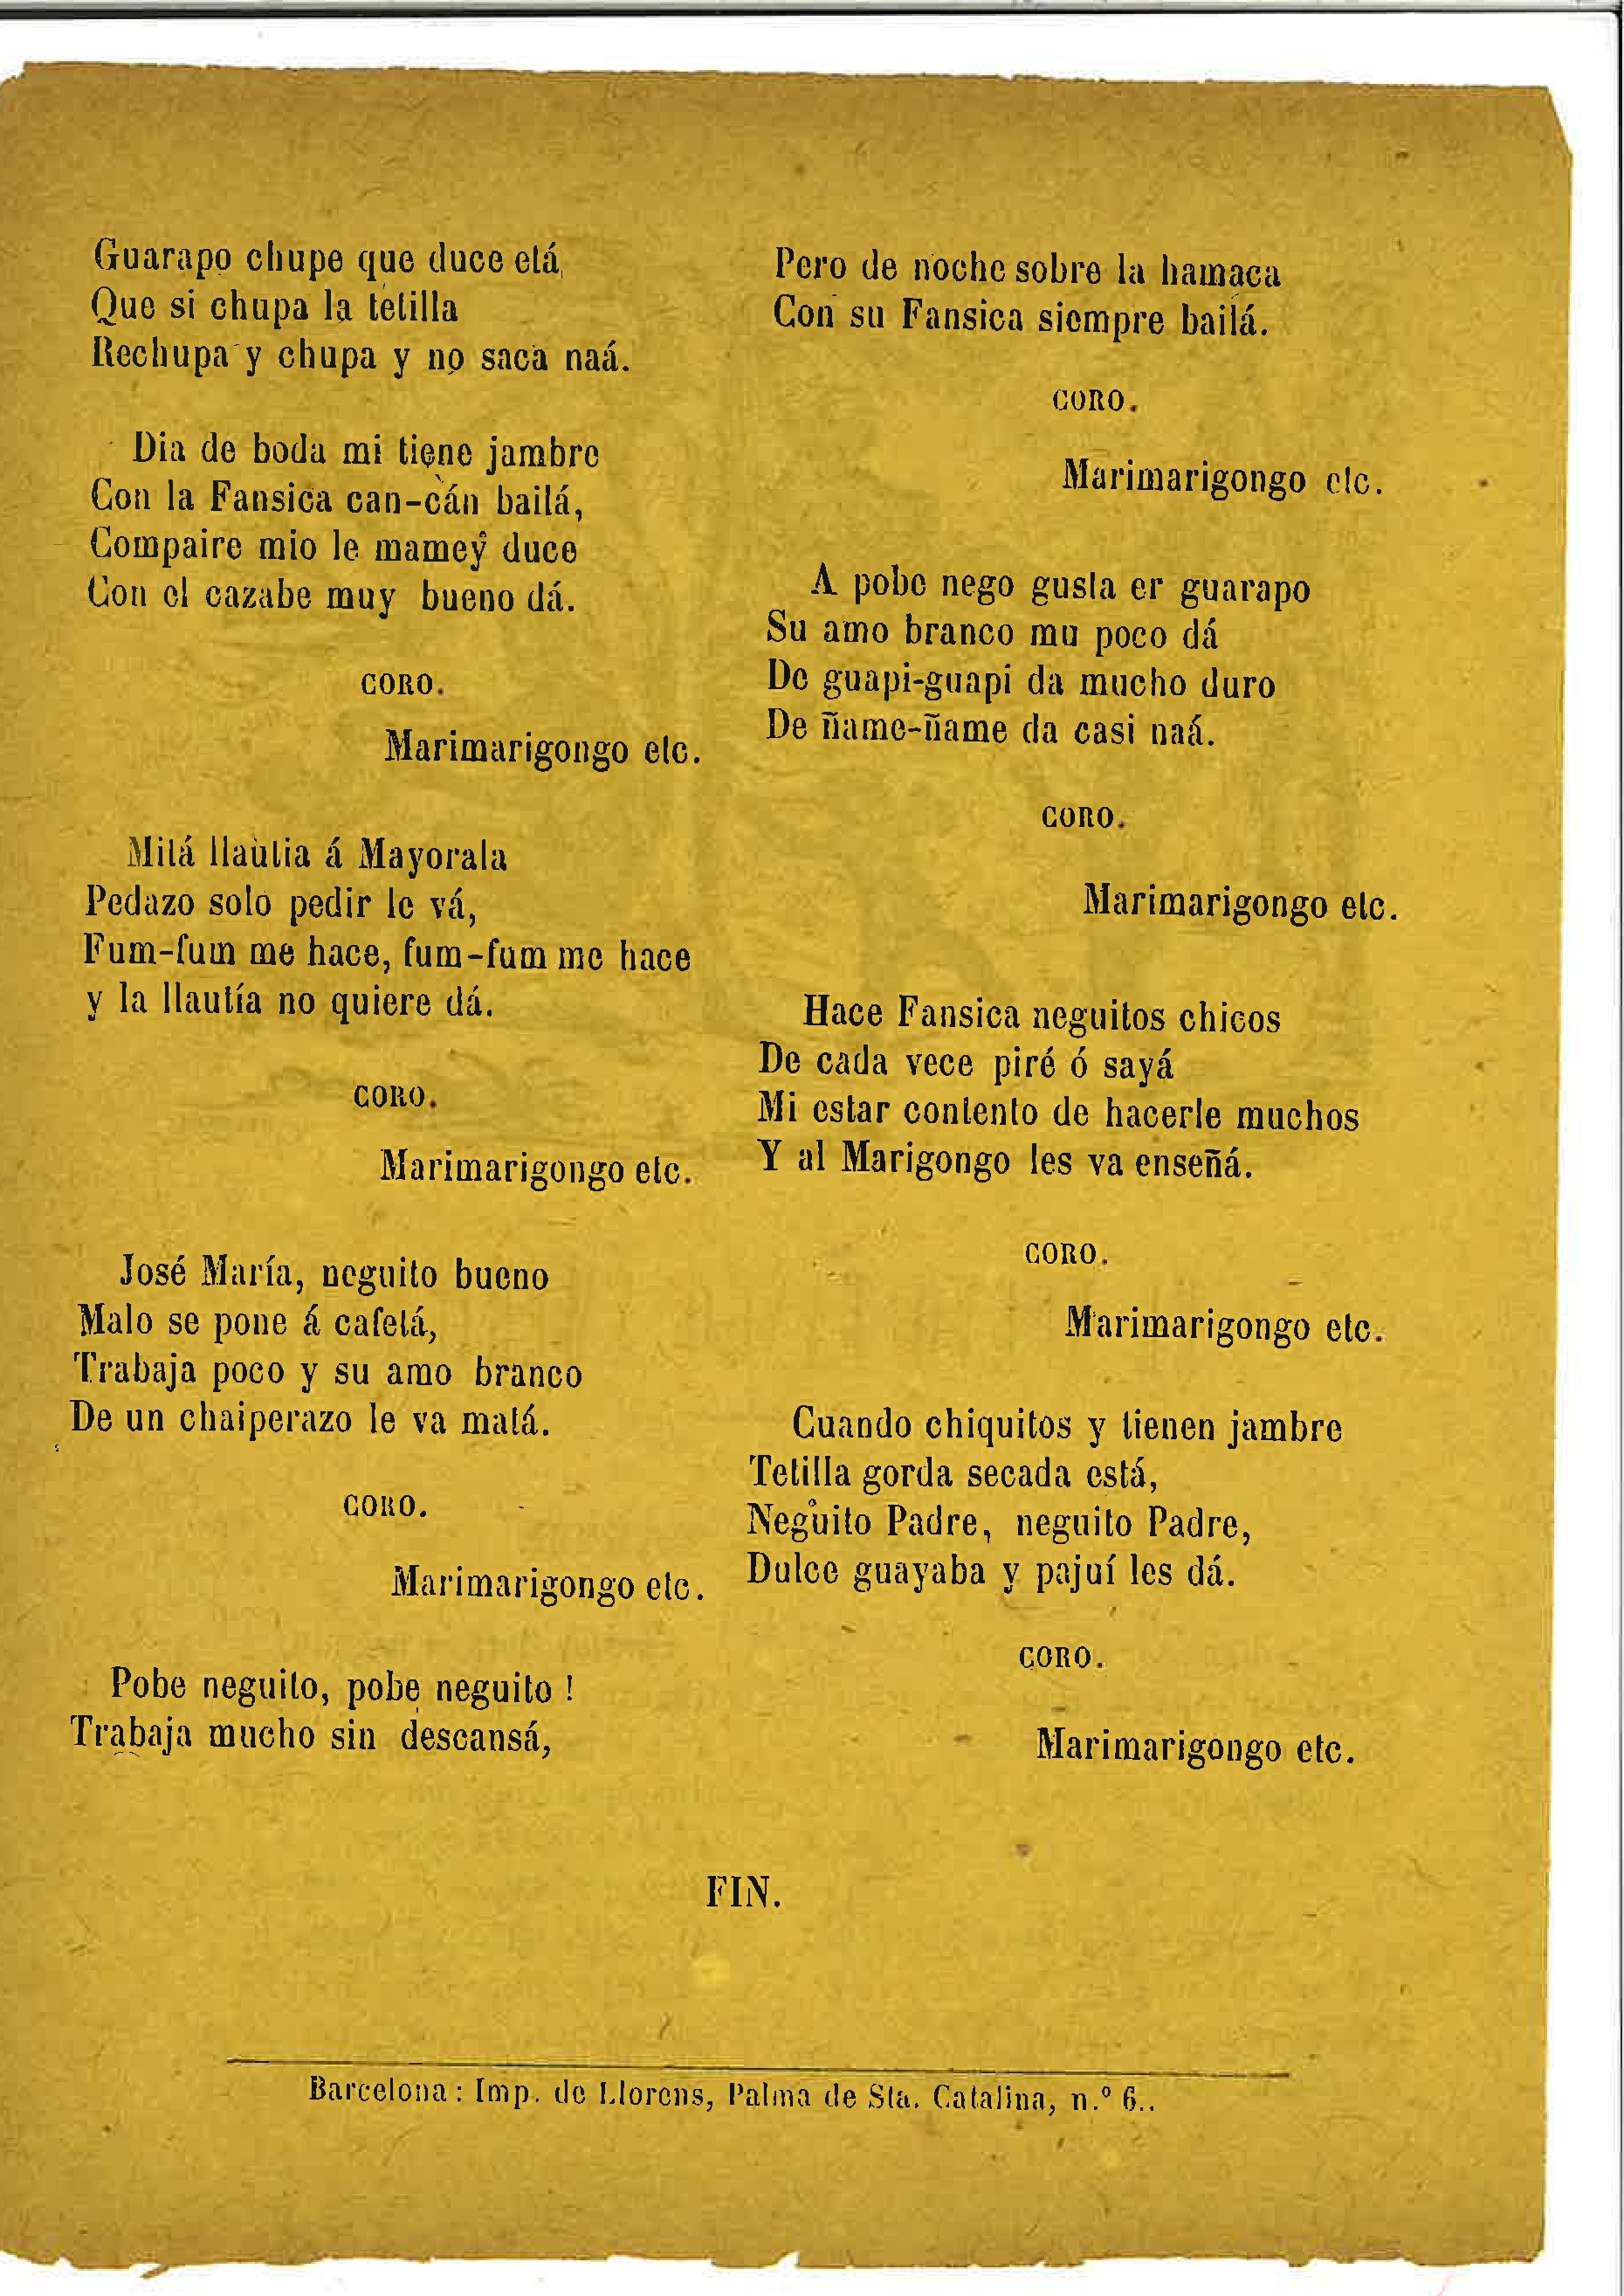 Guarapo chupe que duce etá
Que si chupa la tetilla
Rechupa y chupa y no saca naá.
Dia de boda mi tiene jambre
Con la Fansica can-cán bailá,
Compaire mio le mamey duce
Con el cazabe muy bueno dá.
CORO.
Marimarigongo etc.
Mitá llautia á Mayorala
Pedazo solo pedir le vá,
Fum-fum me hace, fum-fum me hace
y la llautía no quiere dá.
CORO.
Marimarigongo etc.
José María, neguito bueno
Malo se pone á cafetá,
Trabaja poco y su amo branco
De un chaiperazo le va matá.
CORO.
Marimarigongo etc.
Pobe neguito, pobe neguito !
Trabaja mucho sin descansá,
Pero de noche sobre la hamaca
Con su Fansica siempre bailá.
CORO.
Marimarigongo etc.
A pobe nego gusta er guarapo
Su amo branco mu poco dá
De guapi-guapi da mucho duro
De ñame-ñame da casi naá.
CORO.
Marimarigongo etc.
Hace Fansica neguitos chicos
De cada vece piré ó sayá
Mi estar contento de hacerle muchos
Y al Marigongo les va enseñá.
CORO.
Marimarigongo etc.
Cuando chiquitos y tienen jambre
Tetilla gorda secada está,
Neguito Padre, neguito Padre,
Dulce guayaba y pajuí les dá.
CORO.
Marimarigongo etc.
FIN.
Barcelona: Imp. de Llorens, Palma de Sta. Catalina, n.º 6..